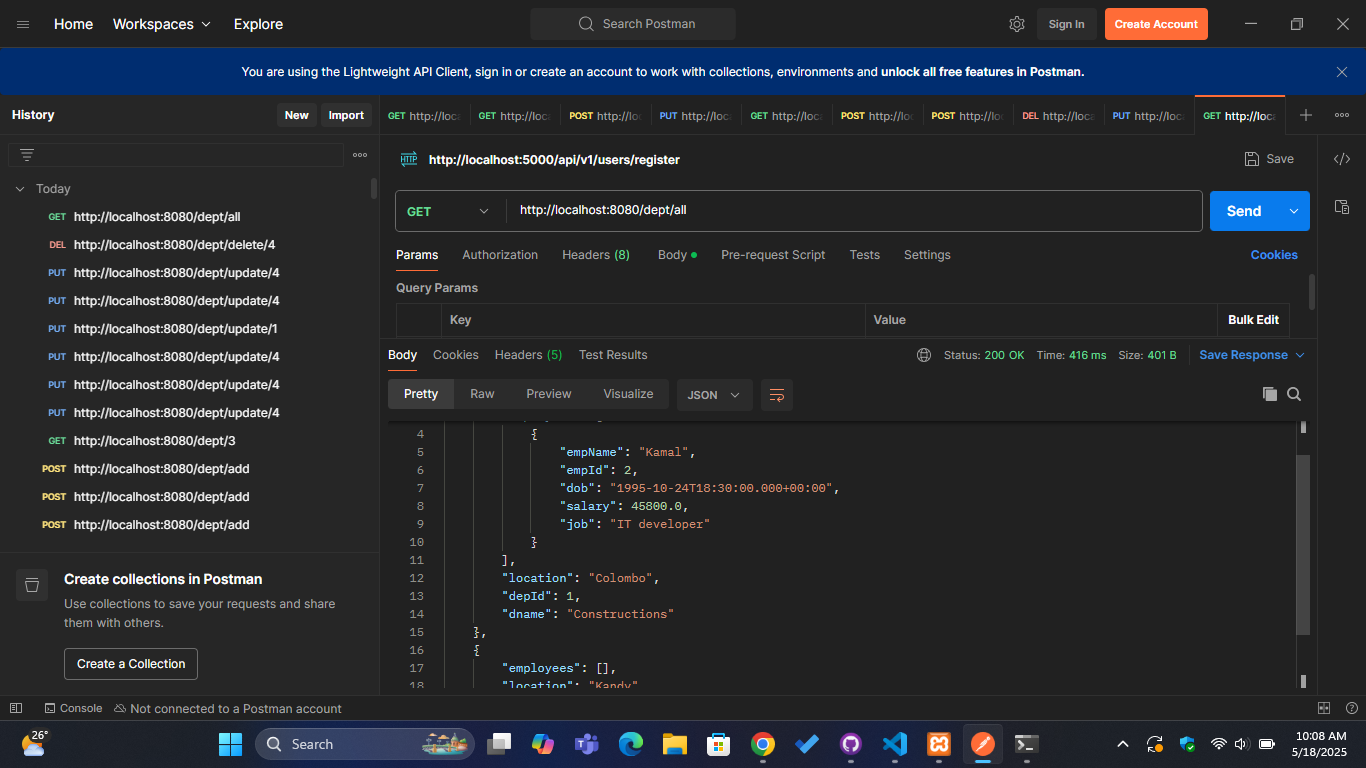 Home Workspaces Explore Search Postman Sign In Create Account
You are using the Lightweight API Client, sign in or create an account to work with collections, environments and unlock all free features in Postman.
History New Import
GET http://loc POST http://lo PUT http://loc GET http://loc POST http://lo POST http://lo DEL http://loca PUT http://loc GET http://loca
http://localhost:5000/api/v1/users/register Save
Today
GET http://localhost:8080/dept/all
DEL http://localhost:8080/dept/delete/4
PUT http://localhost:8080/dept/update/4
PUT http://localhost:8080/dept/update/4
PUT http://localhost:8080/dept/update/1
PUT http://localhost:8080/dept/update/4
PUT http://localhost:8080/dept/update/4
PUT http://localhost:8080/dept/update/4
GET http://localhost:8080/dept/3
POST http://localhost:8080/dept/add
POST http://localhost:8080/dept/add
POST http://localhost:8080/dept/add
Create collections in Postman
Use collections to save your requests and share
them with others.
Create a Collection
GET http://localhost:8080/dept/all Send
Params Authorization Headers (8) Body Pre-request Script Tests Settings Cookies
Query Params
Key Value Bulk Edit
Body Cookies Headers (5) Test Results Status: 200 OK Time: 416 ms Size: 401 B Save Response
Pretty Raw Preview Visualize JSON
4 {
5 "empName": "Kamal",
6 "empId": 2,
7 "dob": "1995-10-24T18:30:00.000+00:00",
8 "salary": 45800.0,
9 "job": "IT developer"
10 }
11 ],
12 "location": "Colombo",
13 "depId": 1,
14 "dname": "Constructions"
15 },
16 {
17 "employees": [],
18 "location": "Kandy"
Console Not connected to a Postman account
26° Search 10:08 AM
5/18/2025